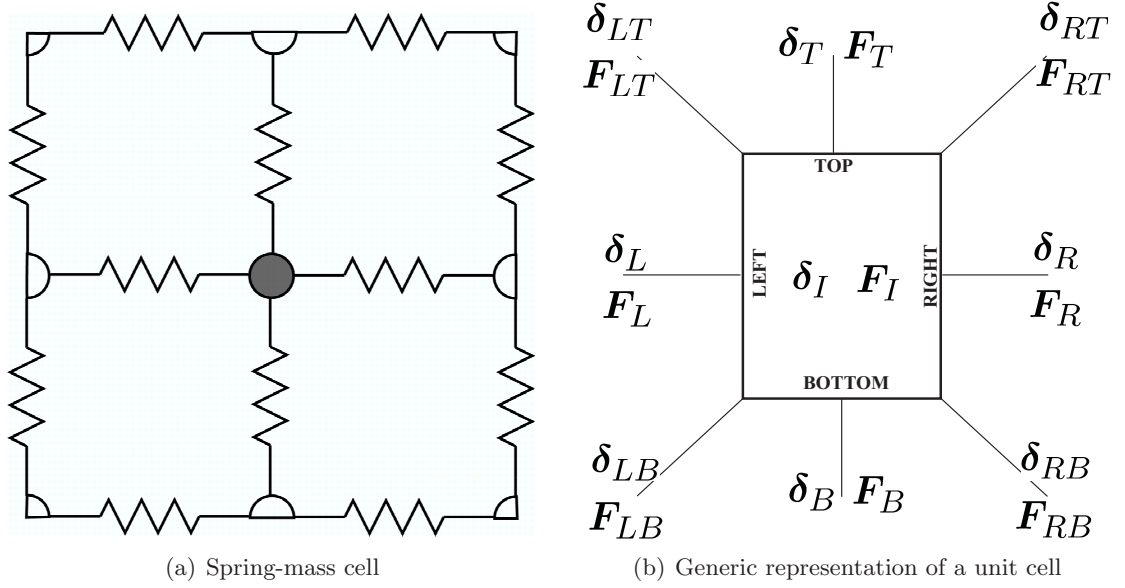 δ_LT
F_LT
δ_T F_T
δ_RT
F_RT
TOP
δ_L
F_L
LEFT
δ_I F_I
RIGHT
δ_R
F_R
BOTTOM
δ_LB
F_LB
δ_B F_B
δ_RB
F_RB
(a) Spring-mass cell
(b) Generic representation of a unit cell